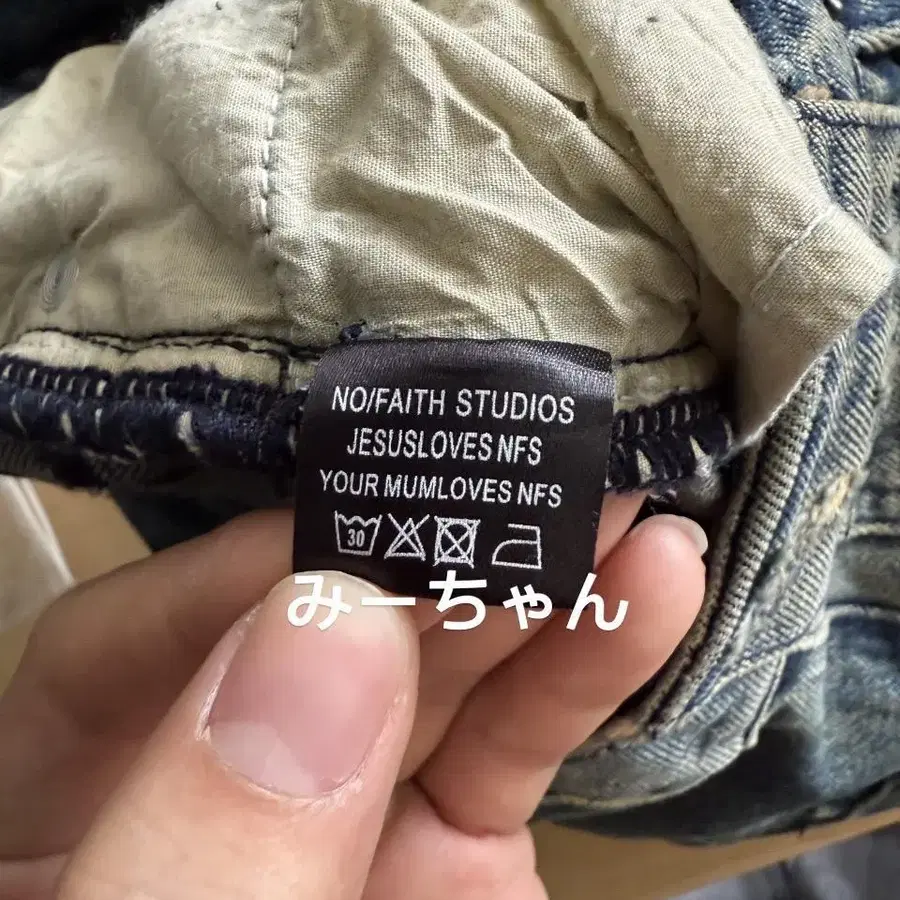 NO/FAITH STUDIOS
JESUSLOVES NFS
YOUR MUMLOVES NFS
30
みーちゃん